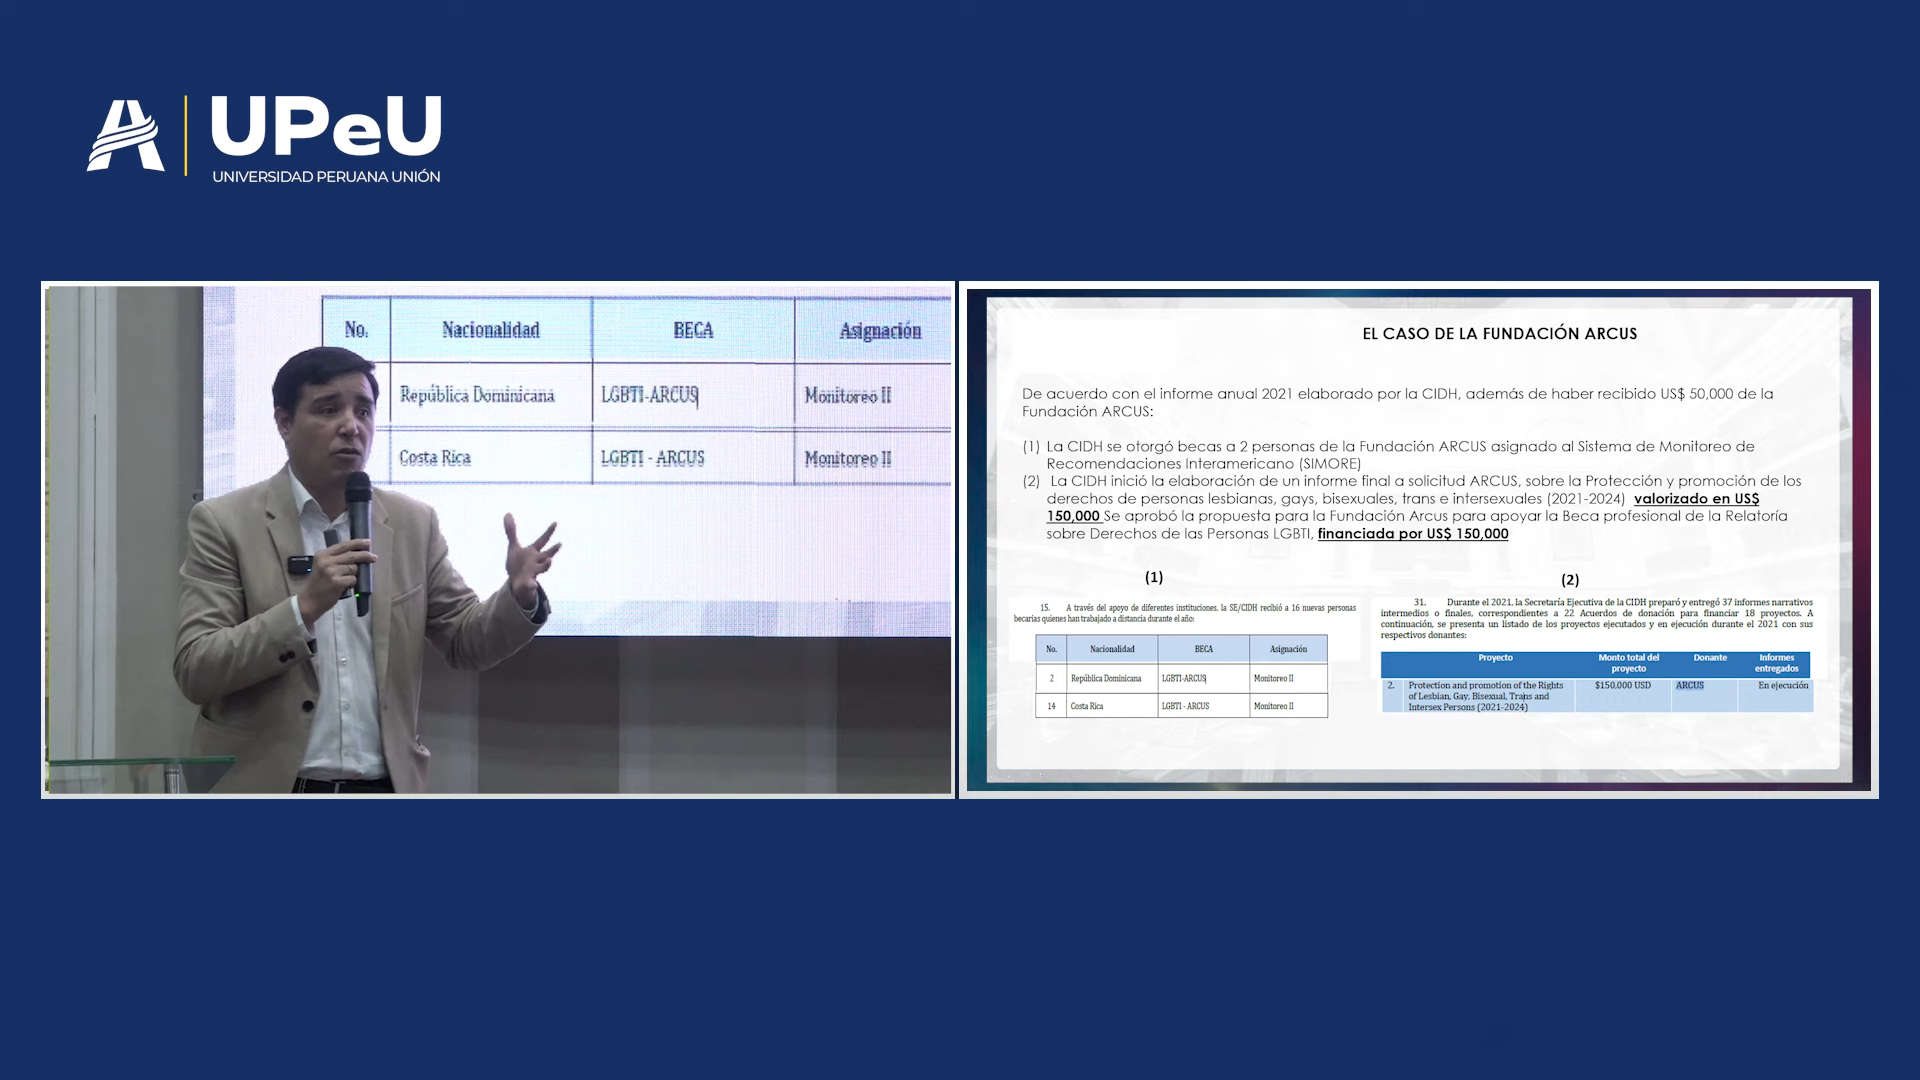 UPeU
UNIVERSIDAD PERUANA UNIÓN
No. Nacionalidad BECA Asignación
República Dominicana LGBTI-ARCUS Monitoreo II
Costa Rica LGBTI - ARCUS Monitoreo II
EL CASO DE LA FUNDACIÓN ARCUS
De acuerdo con el informe anual 2021 elaborado por la CIDH, además de haber recibido US$ 50,000 de la
Fundación ARCUS:
(1) La CIDH se otorgó becas a 2 personas de la Fundación ARCUS asignado al Sistema de Monitoreo de
Recomendaciones Interamericano (SIMORE)
(2) La CIDH inició la elaboración de un informe final a solicitud ARCUS, sobre la Protección y promoción de los
derechos de personas lesbianas, gays, bisexuales, trans e intersexuales (2021-2024) valorizado en US$
150,000 Se aprobó la propuesta para la Fundación Arcus para apoyar la Beca profesional de la Relatoría
sobre Derechos de las Personas LGBTI, financiada por US$ 150,000
(1)
15. A través del apoyo de diferentes instituciones, la SE/CIDH recibió a 16 nuevas personas
becarias quienes han trabajado a distancia durante el año:
No. Nacionalidad BECA Asignación
2 República Dominicana LGBTI-ARCUS Monitoreo II
14 Costa Rica LGBTI - ARCUS Monitoreo II
(2)
31. Durante el 2021, la Secretaría Ejecutiva de la CIDH preparó y entregó 37 informes narrativos
intermedios o finales, correspondientes a 22 Acuerdos de donación para financiar 18 proyectos. A
continuación, se presenta un listado de los proyectos ejecutados y en ejecución durante el 2021 con sus
respectivos donantes:
Proyecto Monto total del Donante Informes
proyecto entregados
2. Protection and promotion of the Rights $150,000 USD ARCUS En ejecución
of Lesbian, Gay, Bisexual, Trans and
Intersex Persons (2021-2024)